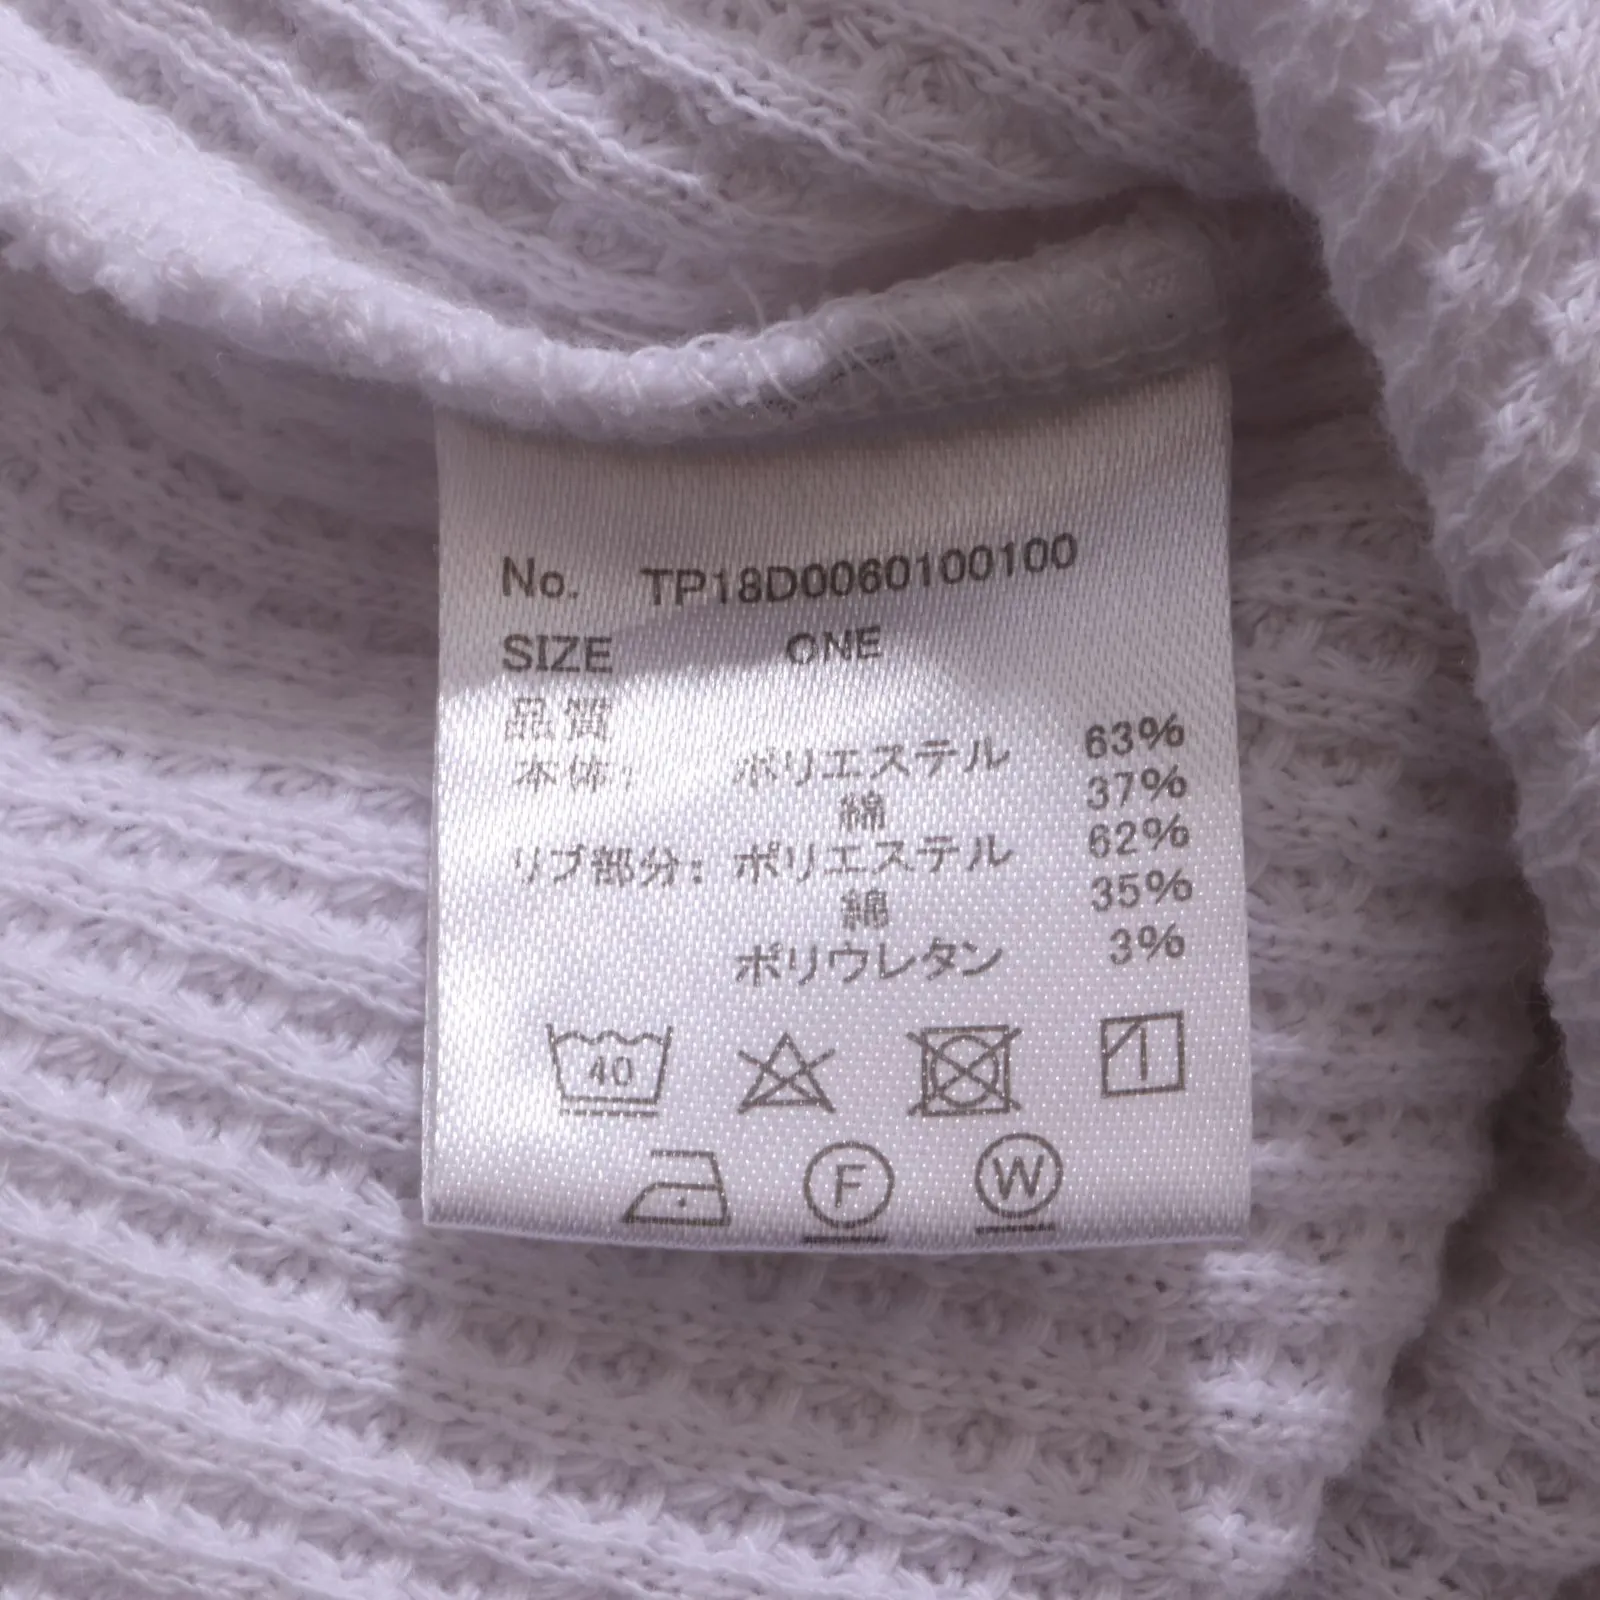 No. TP18D0060100100
SIZE ONE
品質
本体: ポリエステル 63%
綿 37%
リブ部分: ポリエステル 62%
綿 35%
ポリウレタン 3%
40
F W